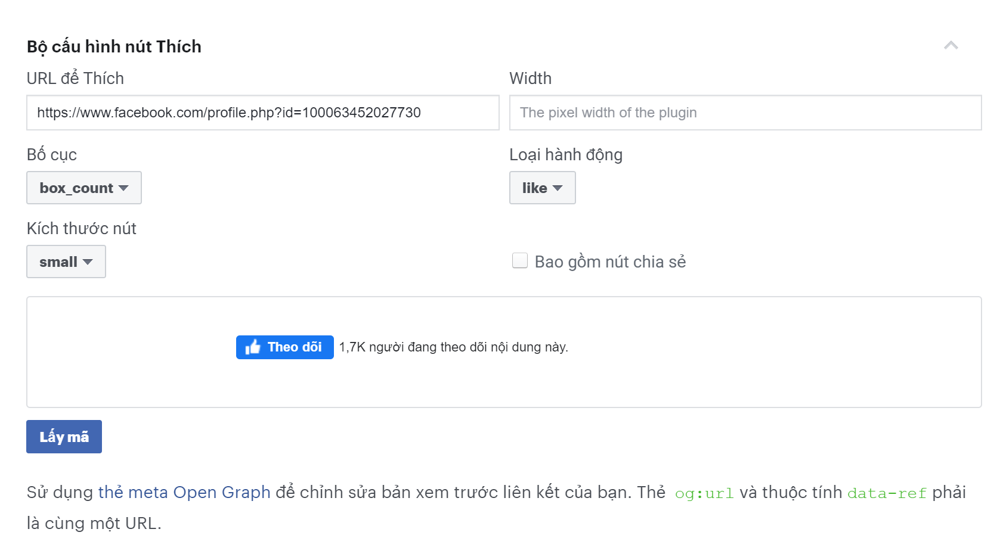 Bộ cấu hình nút Thích
URL để Thích
Width
https://www.facebook.com/profile.php?id=100063452027730
The pixel width of the plugin
Bố cục
Loại hành động
box_count
like
Kích thước nút
small
Bao gồm nút chia sẻ
Theo dõi 1,7K người đang theo dõi nội dung này.
Lấy mã
Sử dụng thẻ meta Open Graph để chỉnh sửa bản xem trước liên kết của bạn. Thẻ og:url và thuộc tính data-ref phải
là cùng một URL.